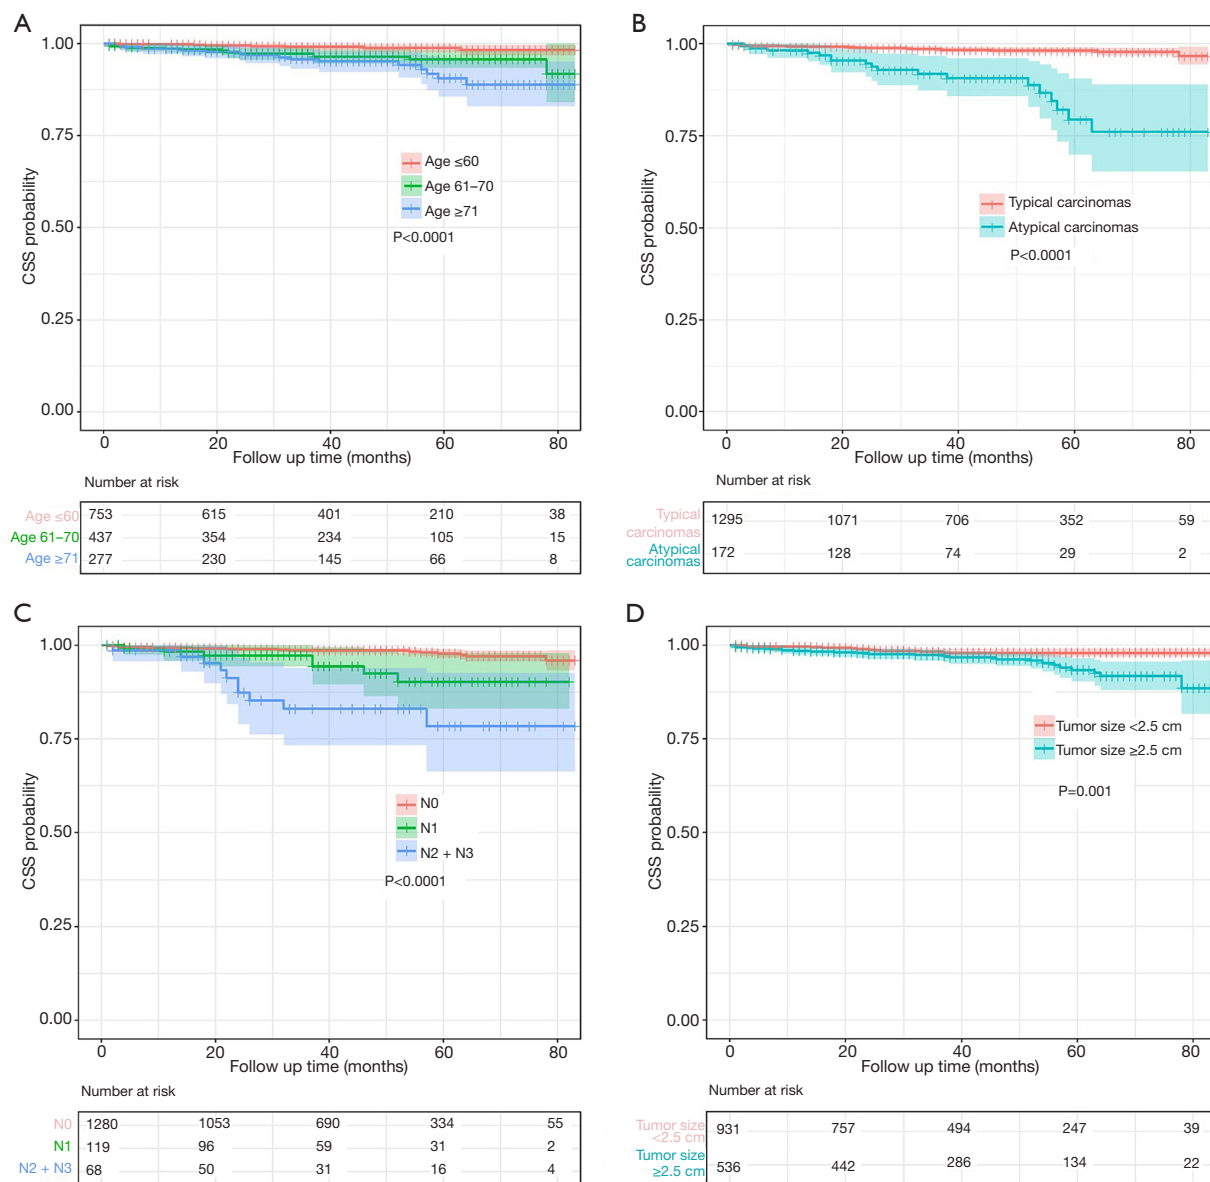 A
1.00
0.75
0.50
0.25
0.00
CSS probability
Age ≤60
Age 61–70
Age ≥71
P<0.0001
0 20 40 60 80
Follow up time (months)
Number at risk
Age ≤60 753 615 401 210 38
Age 61–70 437 354 234 105 15
Age ≥71 277 230 145 66 8
B
1.00
0.75
0.50
0.25
0.00
CSS probability
Typical carcinomas
Atypical carcinomas
P<0.0001
0 20 40 60 80
Follow up time (months)
Number at risk
Typical
carcinomas 1295 1071 706 352 59
Atypical
carcinomas 172 128 74 29 2
C
1.00
0.75
0.50
0.25
0.00
CSS probability
N0
N1
N2 + N3
P<0.0001
0 20 40 60 80
Follow up time (months)
Number at risk
N0 1280 1053 690 334 55
N1 119 96 59 31 2
N2 + N3 68 50 31 16 4
D
1.00
0.75
0.50
0.25
0.00
CSS probability
Tumor size <2.5 cm
Tumor size ≥2.5 cm
P=0.001
0 20 40 60 80
Follow up time (months)
Number at risk
Tumor size
<2.5 cm 931 757 494 247 39
Tumor size
≥2.5 cm 536 442 286 134 22